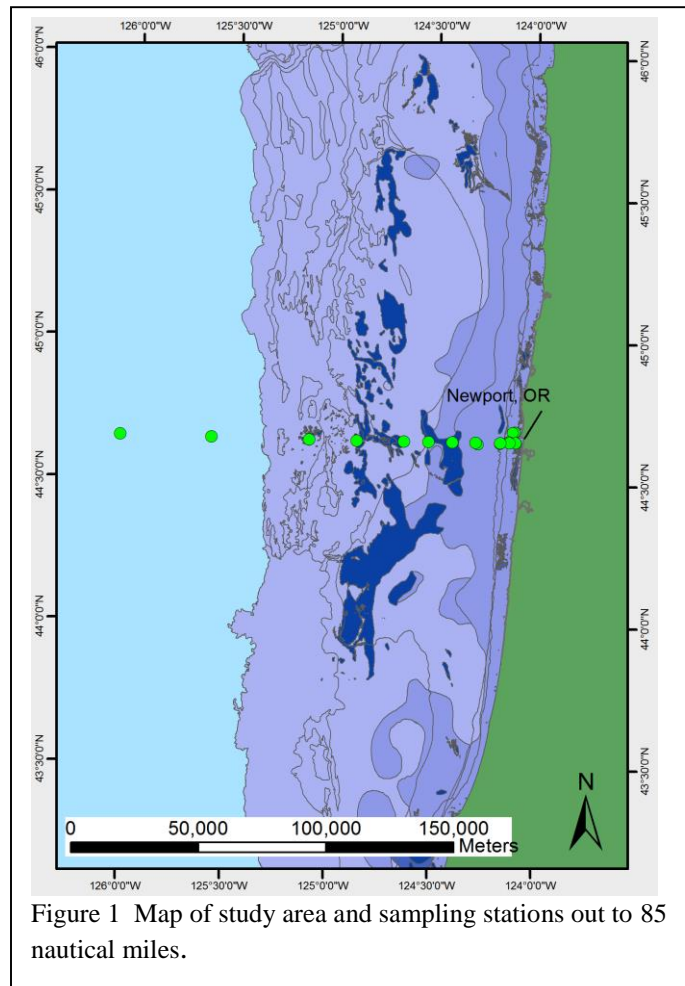 126°0'0"W 125°30'0"W 125°0'0"W 124°30'0"W 124°0'0"W
46°0'0"N
46°0'0"N
45°30'0"N
45°30'0"N
45°0'0"N
45°0'0"N
Newport, OR
44°30'0"N
44°30'0"N
44°0'0"N
44°0'0"N
43°30'0"N
43°30'0"N
N
0 50,000 100,000 150,000
Meters
126°0'0"W 125°30'0"W 125°0'0"W 124°30'0"W 124°0'0"W
Figure 1 Map of study area and sampling stations out to 85
nautical miles.